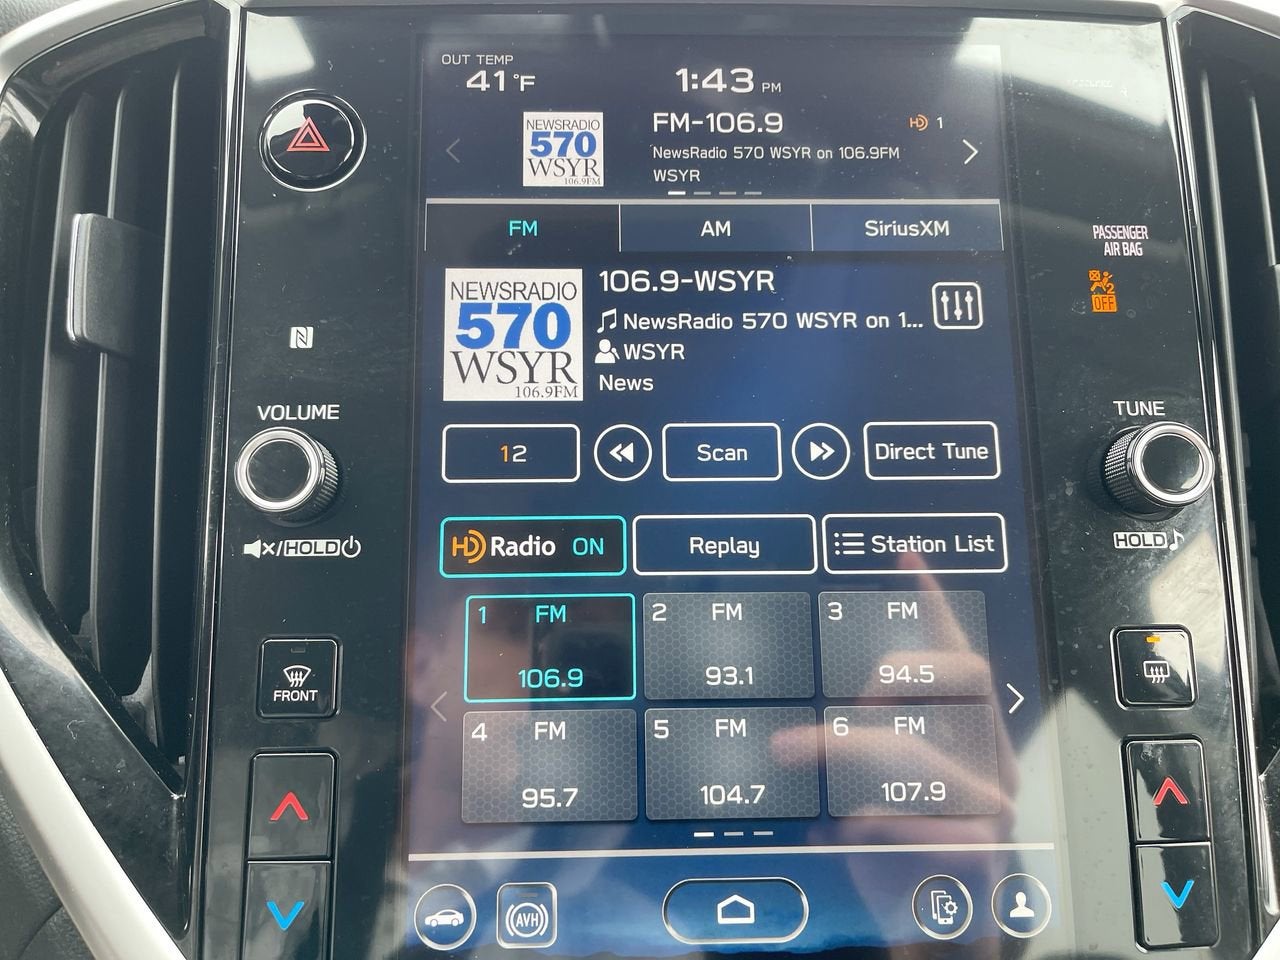 OUT TEMP
41°F
1:43 PM
NEWSRADIO
570
WSYR
106.9FM
FM-106.9
HD 1
NewsRadio 570 WSYR on 106.9FM
WSYR
FM
AM
SiriusXM
PASSENGER
AIR BAG
2
OFF
NEWSRADIO
570
WSYR
106.9FM
106.9-WSYR
NewsRadio 570 WSYR on 1...
WSYR
News
N
VOLUME
TUNE
12
Scan
Direct Tune
/HOLD
HOLD
HD Radio ON
Replay
Station List
1 FM
106.9
2 FM
93.1
3 FM
94.5
FRONT
4 FM
95.7
5 FM
104.7
6 FM
107.9
AVH